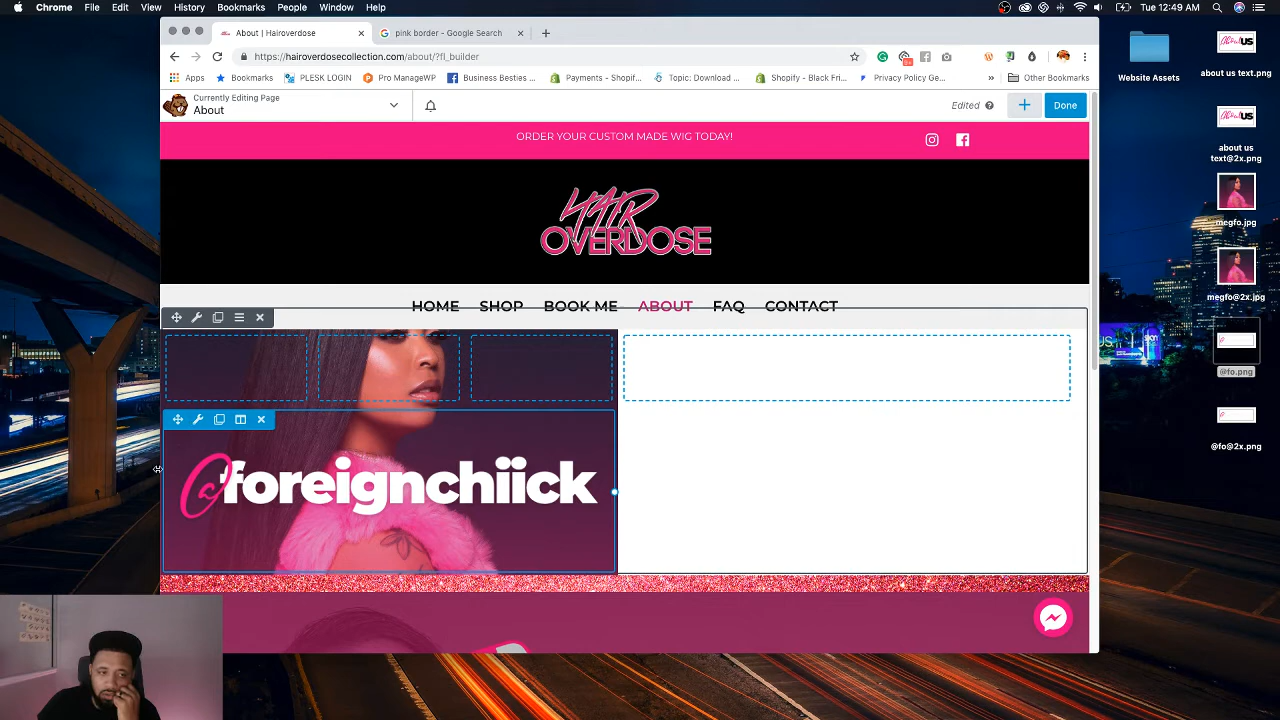 Chrome File Edit View History Bookmarks People Window Help
Tue 12:49 AM
About | Hairoverdose
pink border - Google Search
https://hairoverdosecollection.com/about/?fl_builder
Apps
Bookmarks
PLESK LOGIN
Pro ManageWP
Business Besties ...
Payments - Shopif...
Topic: Download ...
Shopify - Black Fri...
Privacy Policy Ge...
»
Other Bookmarks
Currently Editing Page
About
Edited
Done
ORDER YOUR CUSTOM MADE WIG TODAY!
HAIR
OVERDOSE
HOME SHOP BOOK ME ABOUT FAQ CONTACT
@foreignchiick
Website Assets
About US
about us text.png
About US
about us
text@2x.png
megfo.jpg
megfo@2x.jpg
@fo.png
@fo@2x.png